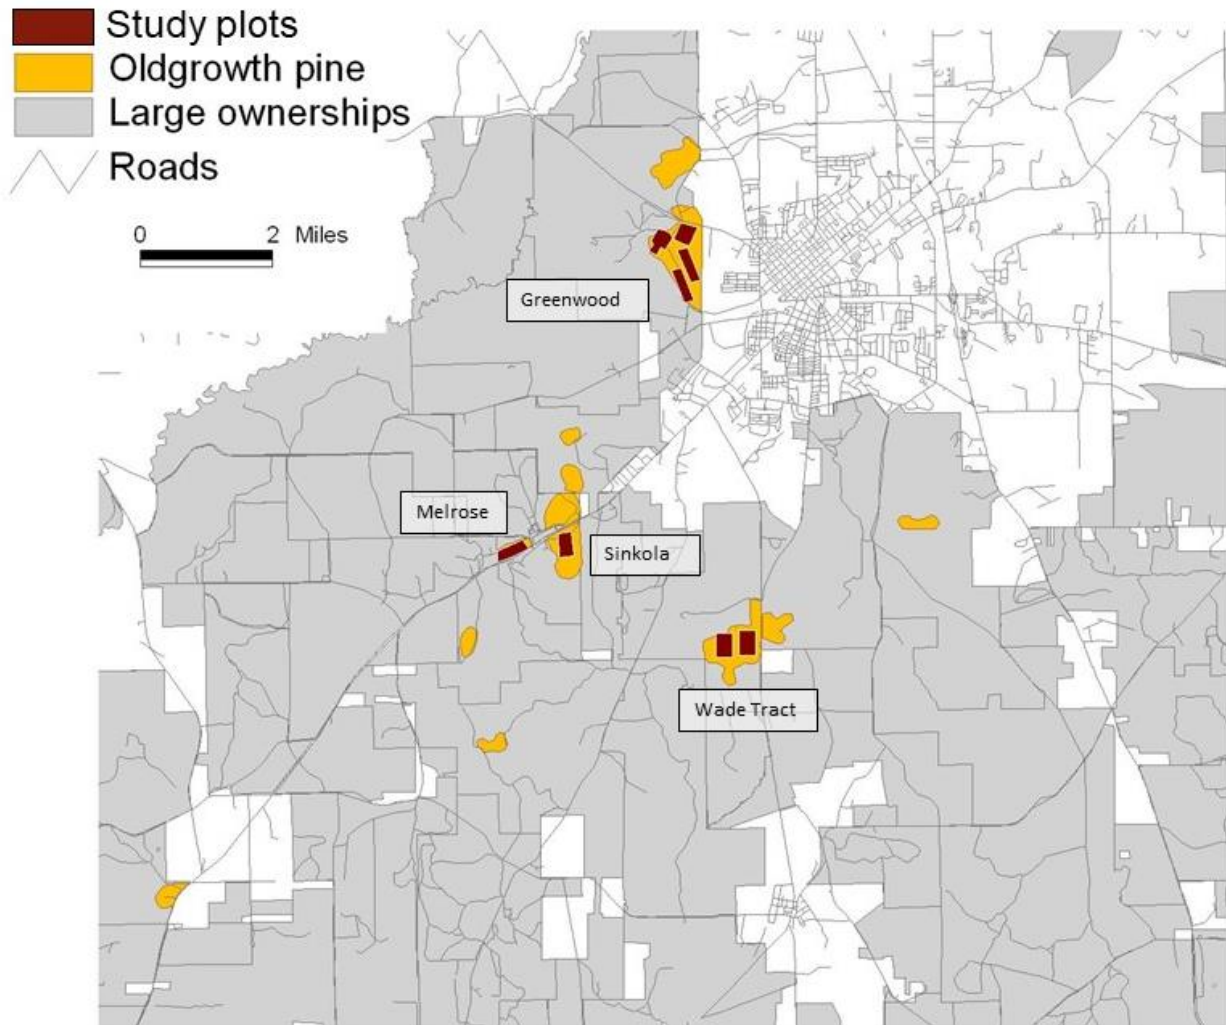 Study plots
Oldgrowth pine
Large ownerships
Roads
0 2 Miles
Greenwood
Melrose
Sinkola
Wade Tract